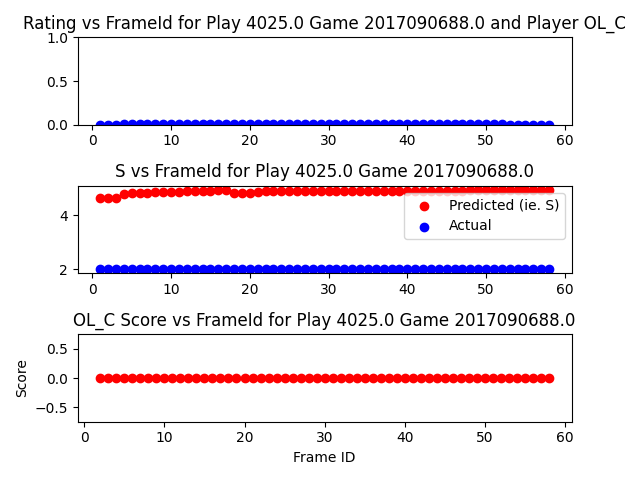 Rating vs FrameId for Play 4025.0 Game 2017090688.0 and Player OL_C
1.0
0.5
0.0
0 10 20 30 40 50 60
S vs FrameId for Play 4025.0 Game 2017090688.0
4
2
Predicted (ie. S)
Actual
0 10 20 30 40 50 60
OL_C Score vs FrameId for Play 4025.0 Game 2017090688.0
Score
0.5
0.0
−0.5
0 10 20 30 40 50 60
Frame ID